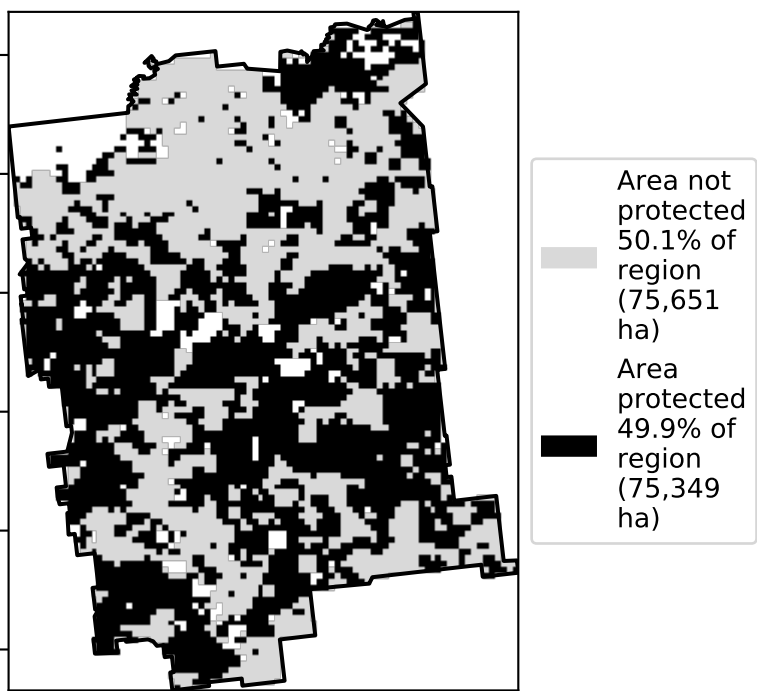 Area not
protected
50.1% of
region
(75,651
ha)
Area
protected
49.9% of
region
(75,349
ha)